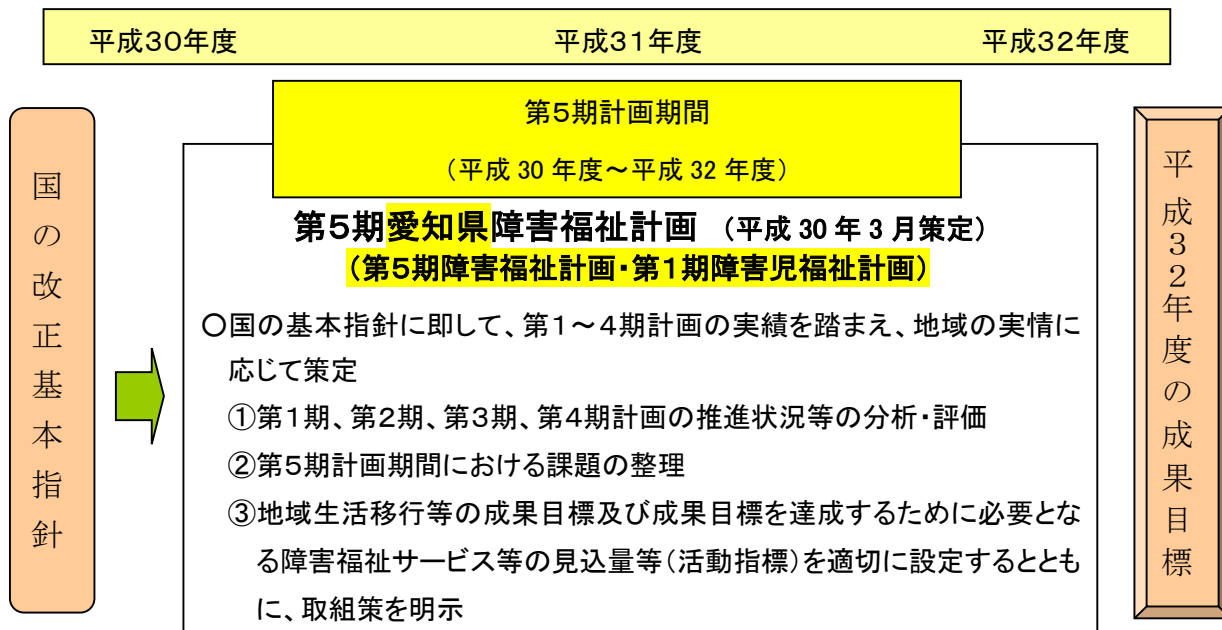 平成30年度 平成31年度 平成32年度
第5期計画期間
（平成 30 年度～平成 32 年度）
国の改正基本指針
第5期愛知県障害福祉計画 （平成 30 年 3 月策定）
（第5期障害福祉計画・第1期障害児福祉計画）
○国の基本指針に即して、第1～4期計画の実績を踏まえ、地域の実情に
応じて策定
①第1期、第2期、第3期、第4期計画の推進状況等の分析・評価
②第5期計画期間における課題の整理
③地域生活移行等の成果目標及び成果目標を達成するために必要とな
る障害福祉サービス等の見込量等（活動指標）を適切に設定するととも
に、取組策を明示
平成32年度の成果目標